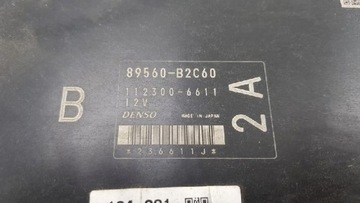 89560-B2C60
B
112300-6611
12V
DENSO MADE IN JAPAN
2A
*236611J*